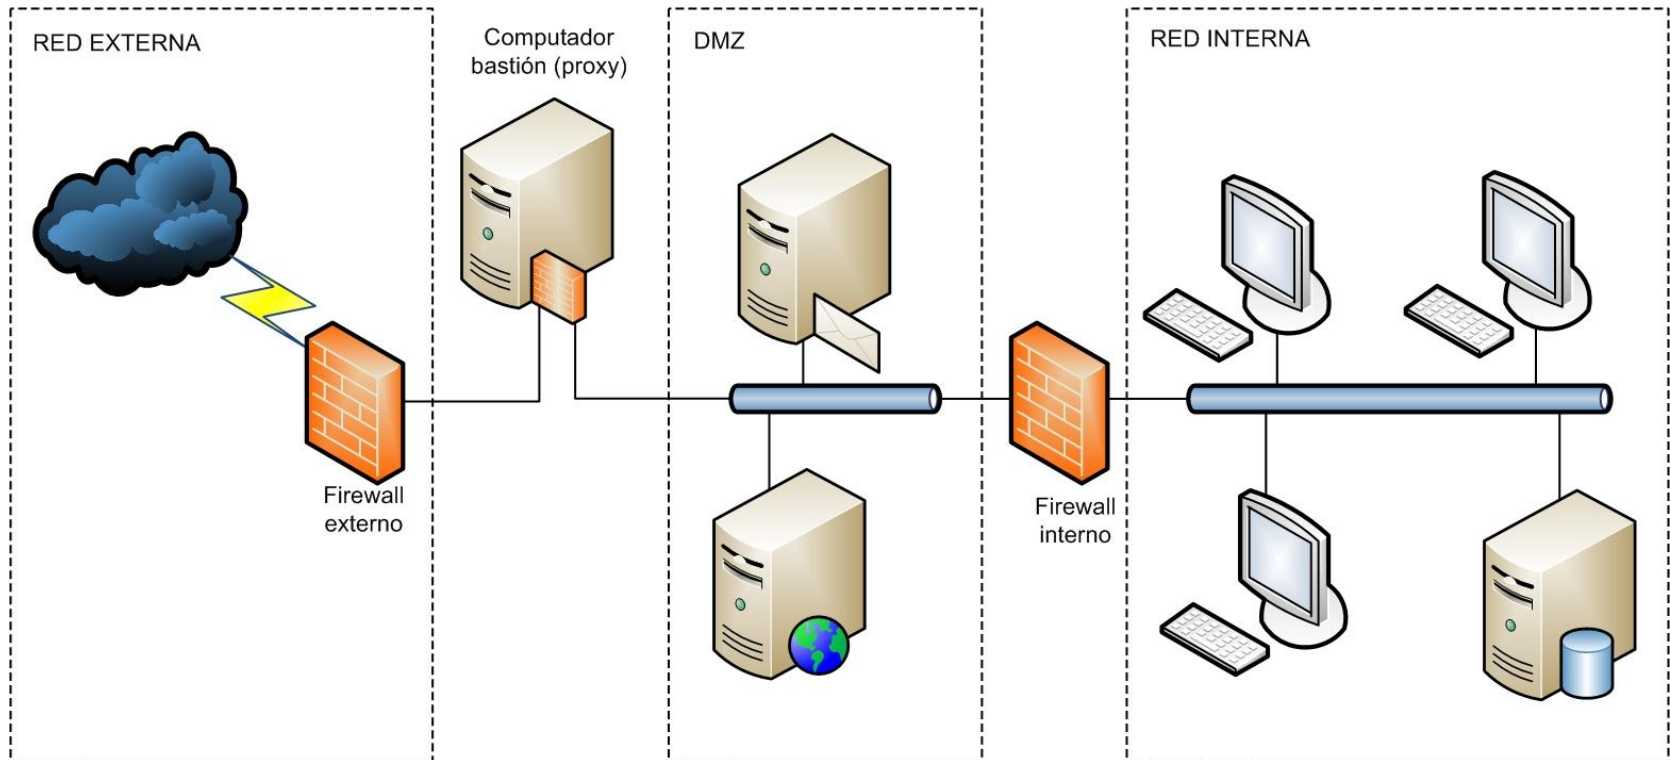 RED EXTERNA
Computador
bastión (proxy)
DMZ
RED INTERNA
Firewall
externo
Firewall
interno